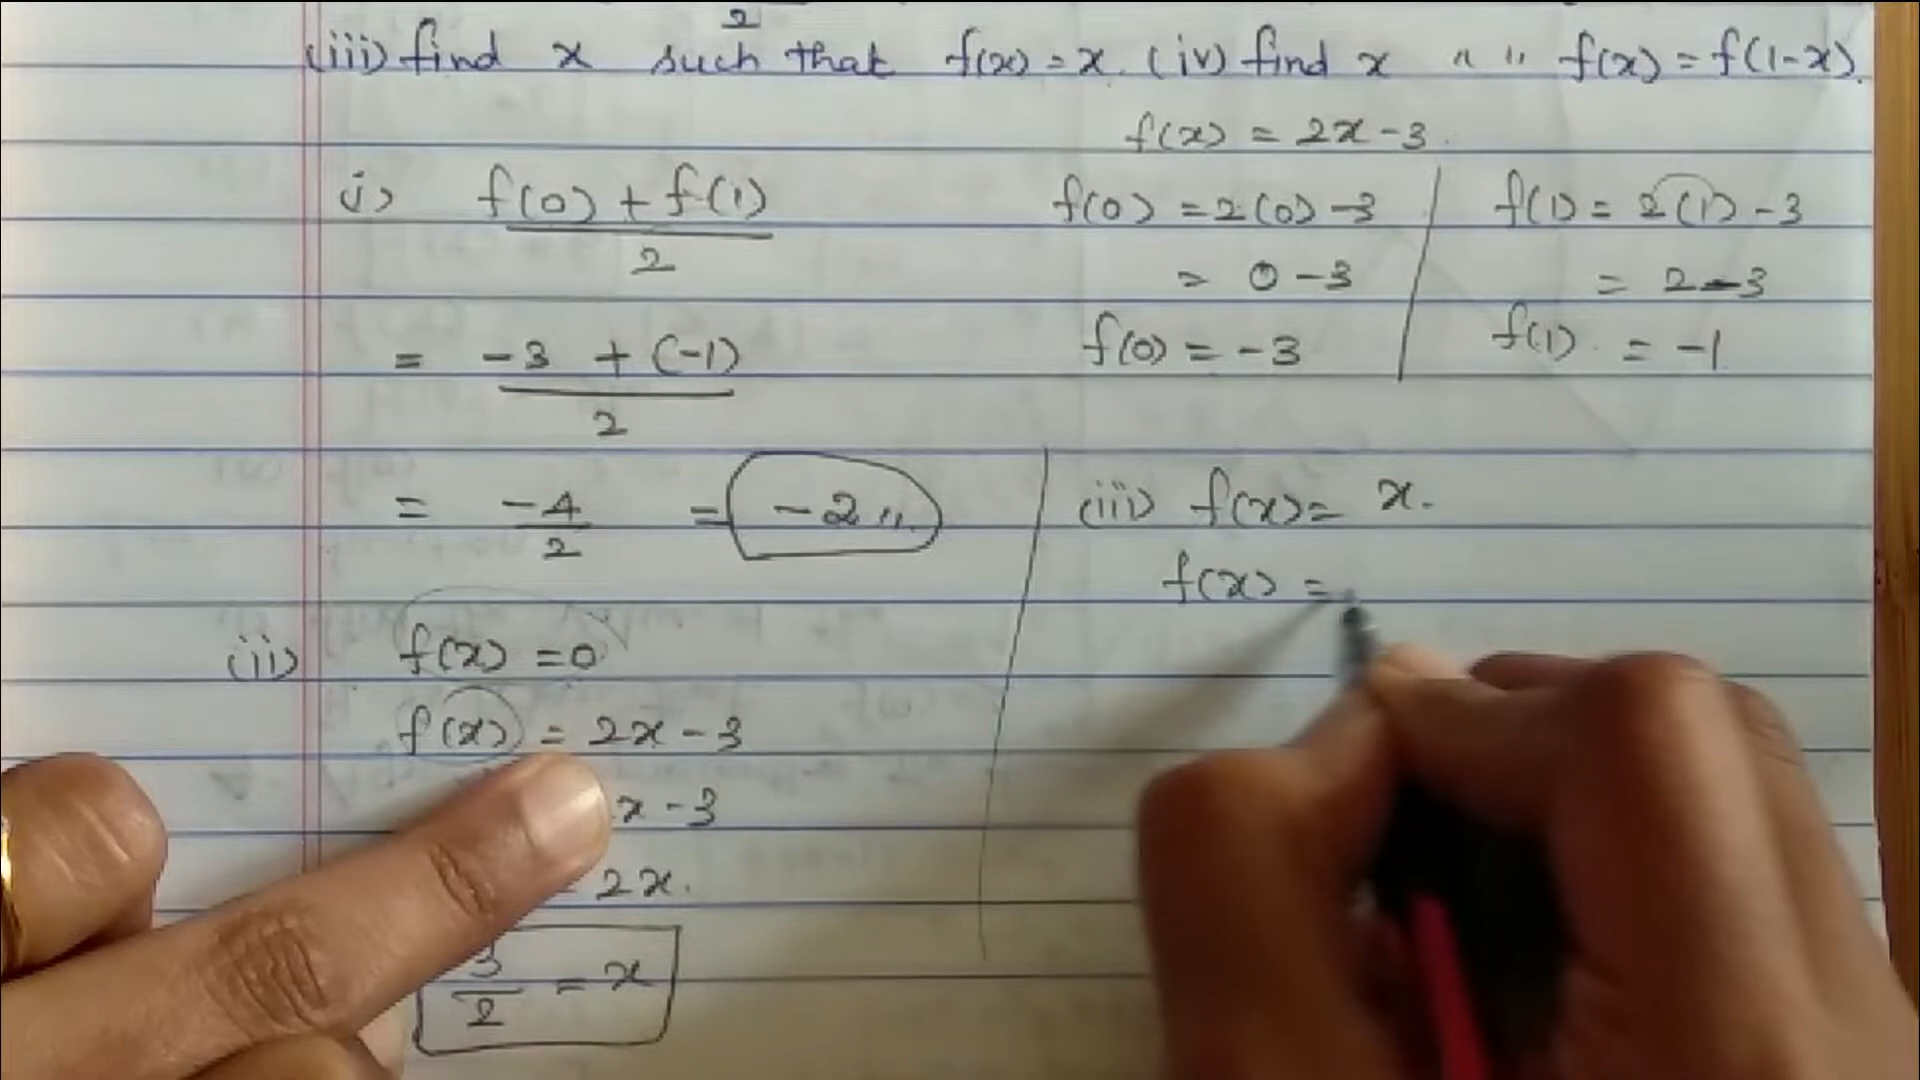 2
(iii) find x such that f(x) = x. (iv) find x " " f(x) = f(1-x).
f(x) = 2x - 3.
(i) f(0) + f(1)
2
= -3 + (-1)
2
= -4
2
= -2 ,,
f(0) = 2(0) - 3
= 0 - 3
f(0) = -3
f(1) = 2(1) - 3
= 2 - 3
f(1) = -1
(ii) f(x) = 0
f(x) = 2x - 3
x - 3
2x.
3
2
= x
(iii) f(x) = x.
f(x) =